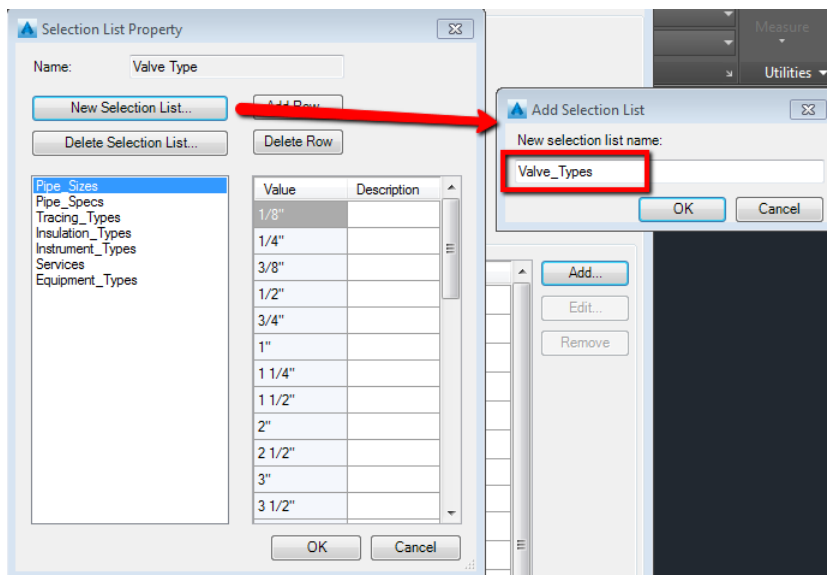 Selection List Property
Name: Valve Type
New Selection List...
Add Row
Delete Selection List...
Delete Row
Pipe_Sizes
Pipe_Specs
Tracing_Types
Insulation_Types
Instrument_Types
Services
Equipment_Types
Value Description
1/8"
1/4"
3/8"
1/2"
3/4"
1"
1 1/4"
1 1/2"
2"
2 1/2"
3"
3 1/2"
OK Cancel
Measure
Utilities
Add Selection List
New selection list name:
Valve_Types
OK Cancel
Add...
Edit...
Remove